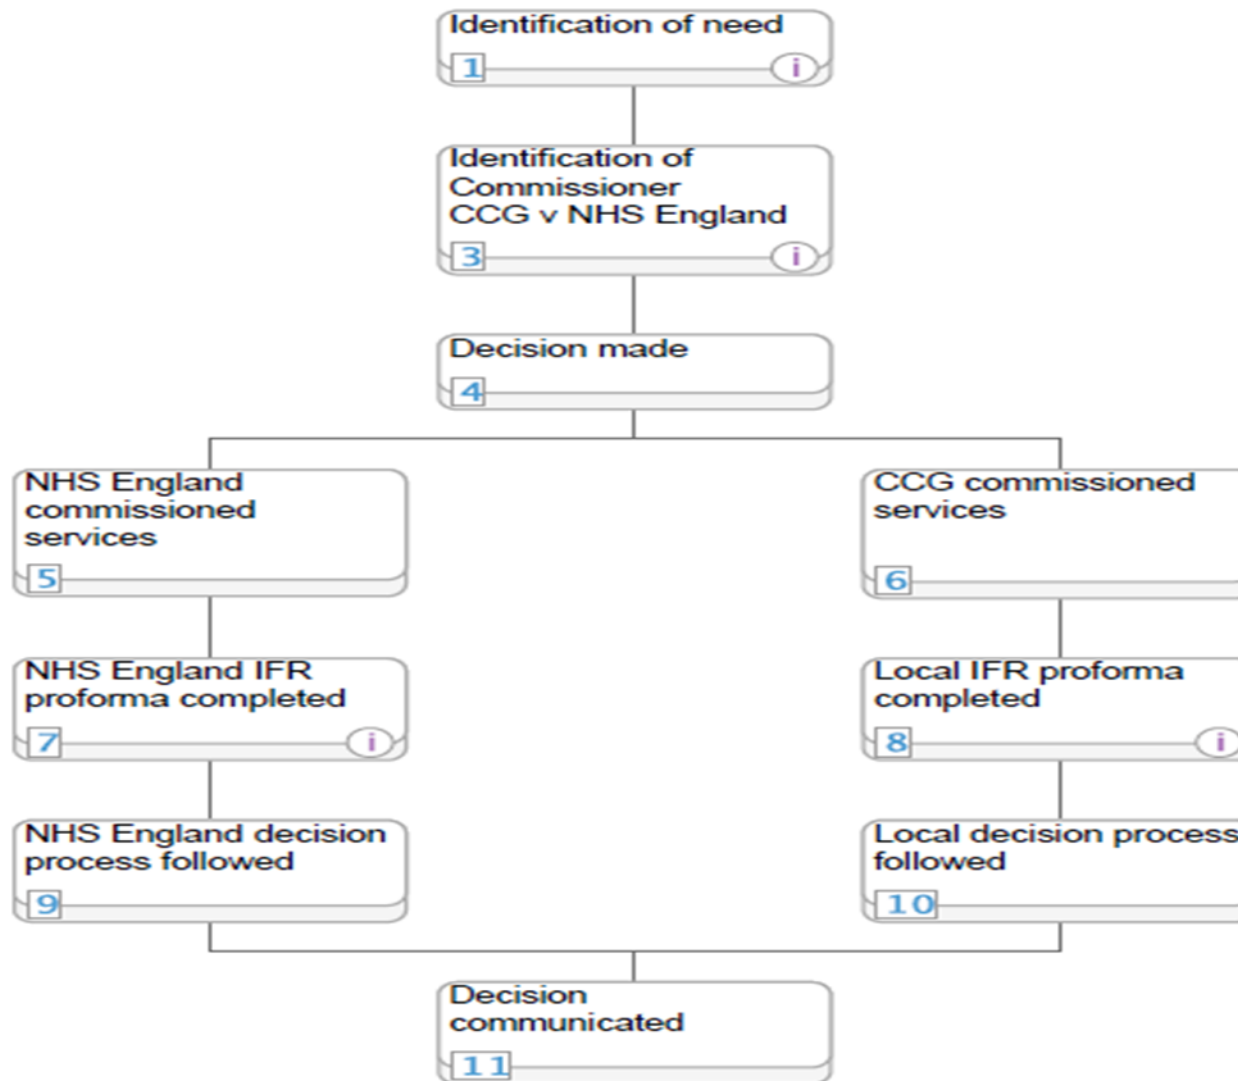 Identification of need
1
i
Identification of
Commissioner
CCG v NHS England
3
i
Decision made
4
NHS England
commissioned
services
5
CCG commissioned
services
6
NHS England IFR
proforma completed
7
i
Local IFR proforma
completed
8
i
NHS England decision
process followed
9
Local decision process
followed
10
Decision
communicated
11